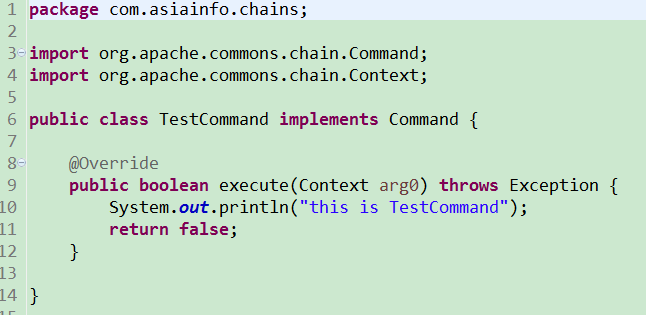 1 package com.asiainfo.chains;
2
3 import org.apache.commons.chain.Command;
4 import org.apache.commons.chain.Context;
5
6 public class TestCommand implements Command {
7
8     @Override
9     public boolean execute(Context arg0) throws Exception {
10         System.out.println("this is TestCommand");
11         return false;
12     }
13
14 }